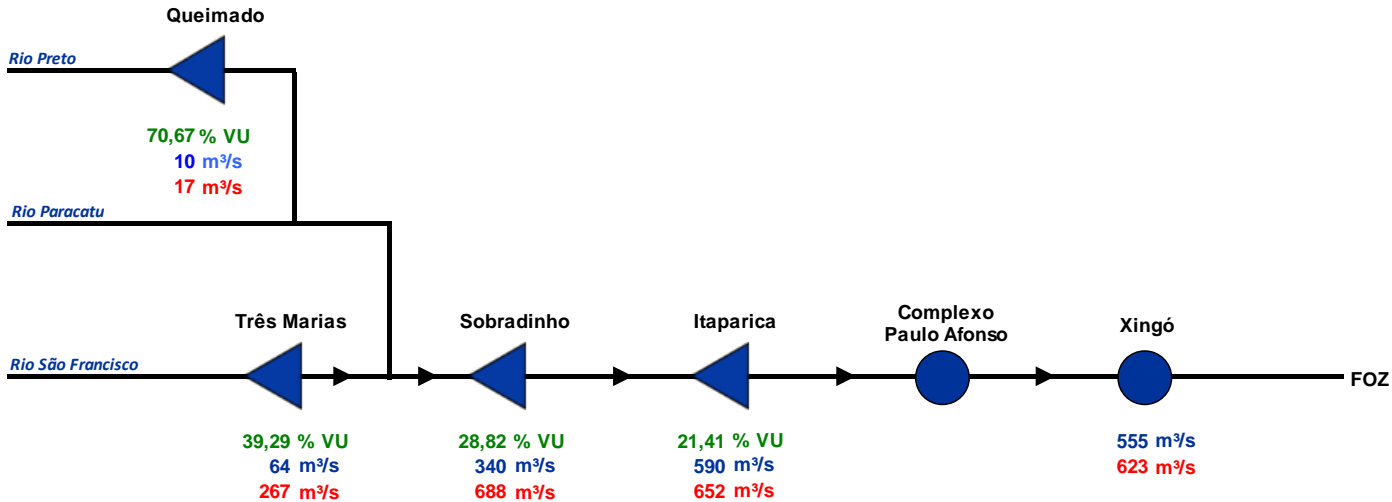 Queimado
Rio Preto
70,67 % VU
10 m³/s
17 m³/s
Rio Paracatu
Três Marias
Sobradinho
Itaparica
Complexo
Paulo Afonso
Xingó
Rio São Francisco
FOZ
39,29 % VU
64 m³/s
267 m³/s
28,82 % VU
340 m³/s
688 m³/s
21,41 % VU
590 m³/s
652 m³/s
555 m³/s
623 m³/s